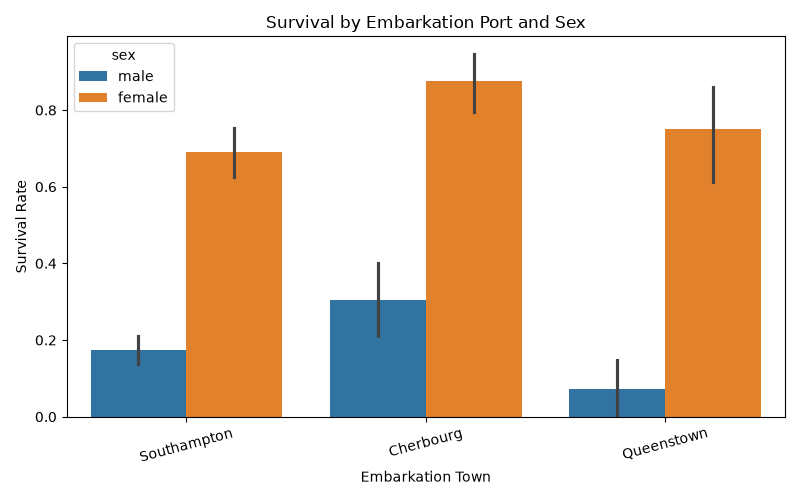 Survival by Embarkation Port and Sex
sex
male
female
Survival Rate
0.8
0.6
0.4
0.2
0.0
Southampton
Cherbourg
Queenstown
Embarkation Town